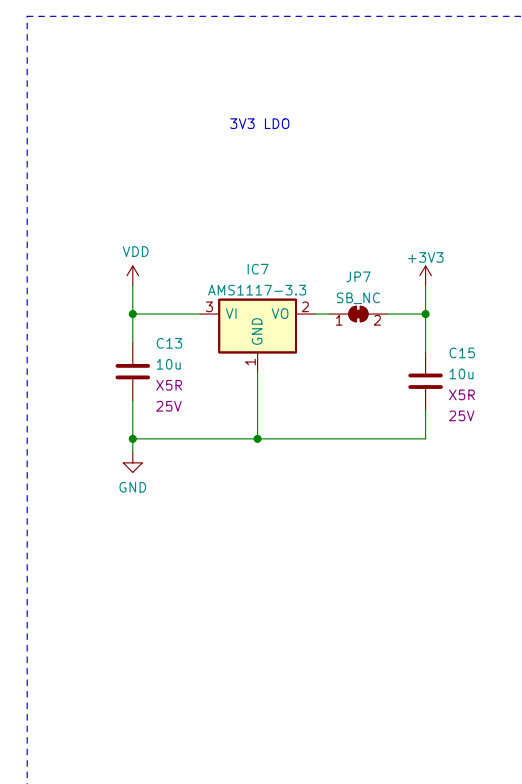 3V3 LDO
VDD
IC7
AMS1117-3.3
JP7
SB_NC
+3V3
3
VI
VO
2
GND
1
1
2
C13
10u
X5R
25V
C15
10u
X5R
25V
GND